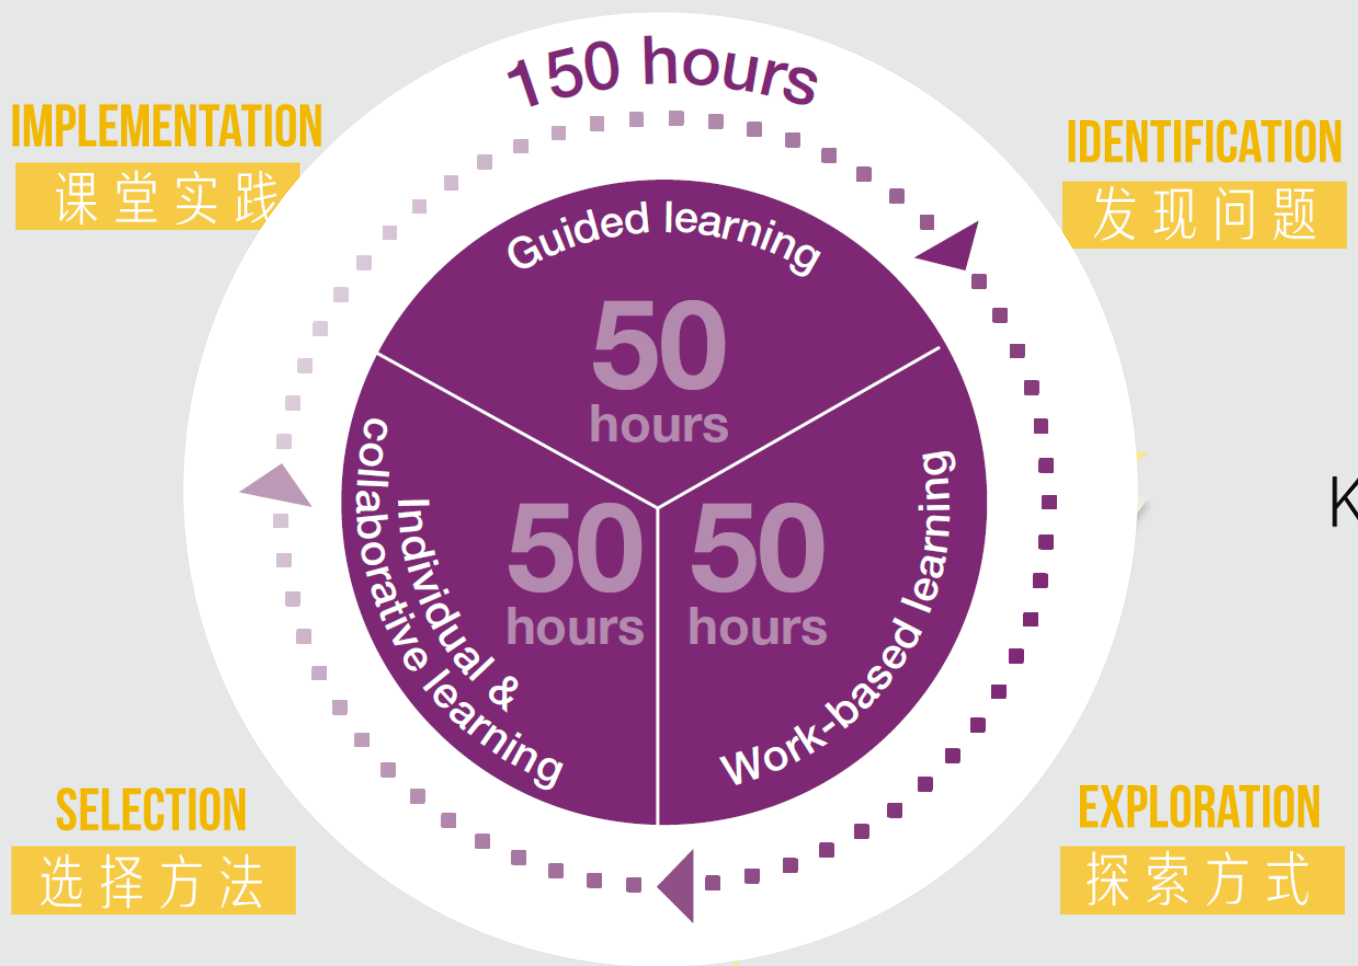 150 hours
IMPLEMENTATION
课堂实践
IDENTIFICATION
发现问题
Guided learning
50
hours
Individual &
collaborative learning
50
hours
50
hours
Work-based learning
K
SELECTION
选择方法
EXPLORATION
探索方式